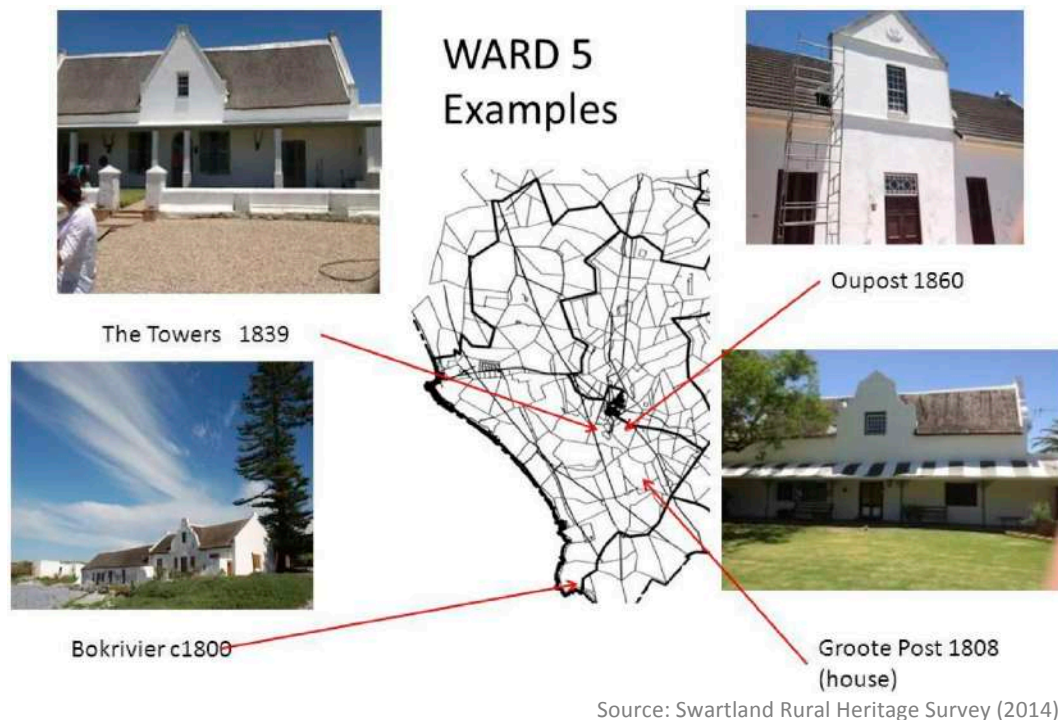 WARD 5
Examples
Oupost 1860
The Towers 1839
Bokrivier c1800
Groote Post 1808
(house)
Source: Swartland Rural Heritage Survey (2014)